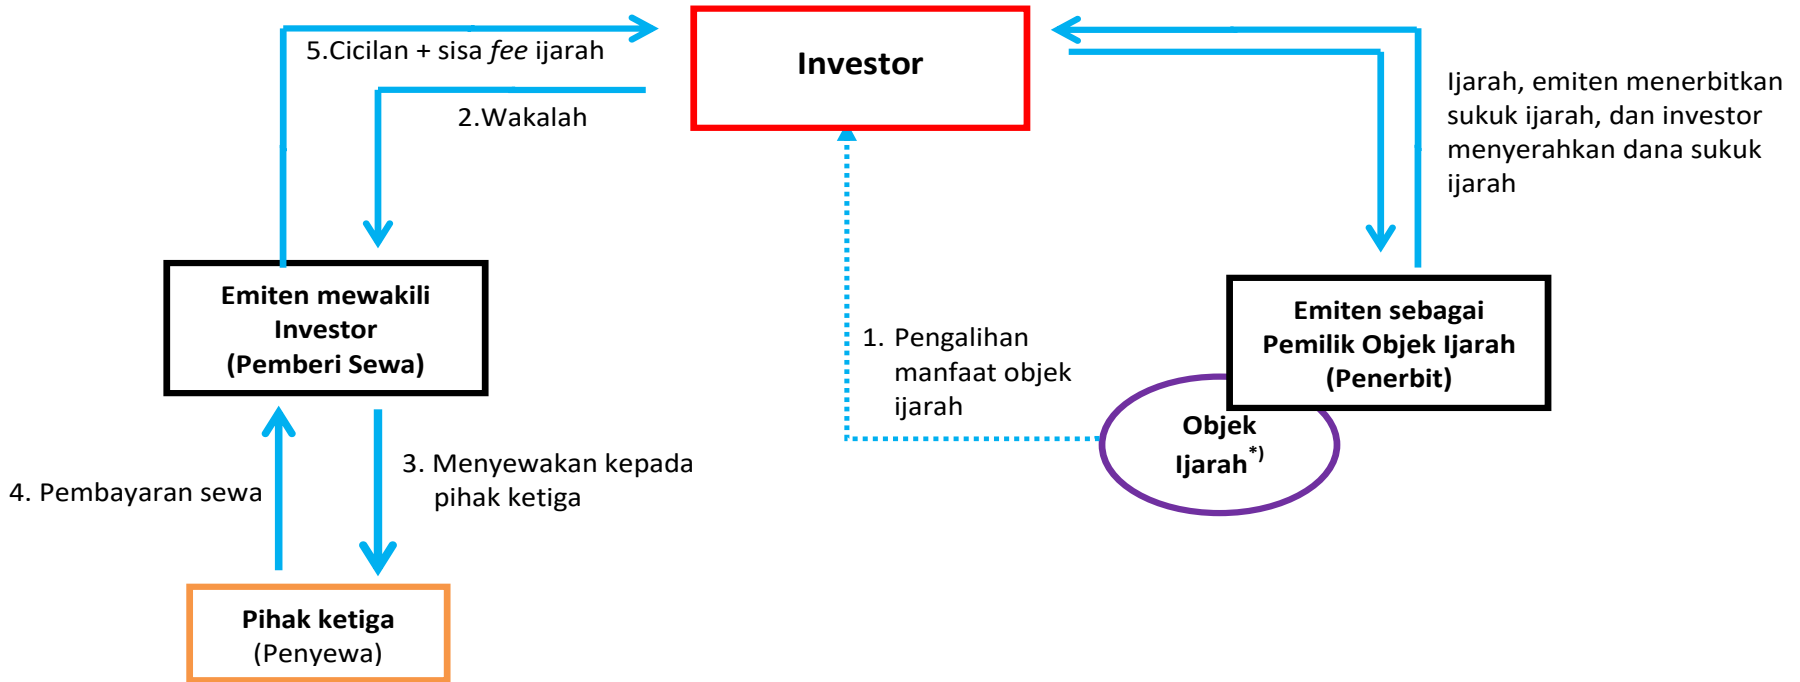 Investor
5.Cicilan + sisa fee ijarah
2.Wakalah
Ijarah, emiten menerbitkan
sukuk ijarah, dan investor
menyerahkan dana sukuk
ijarah
Emiten mewakili
Investor
(Pemberi Sewa)
1. Pengalihan
manfaat objek
ijarah
Emiten sebagai
Pemilik Objek Ijarah
(Penerbit)
Objek
Ijarah*)
3. Menyewakan kepada
pihak ketiga
4. Pembayaran sewa
Pihak ketiga
(Penyewa)